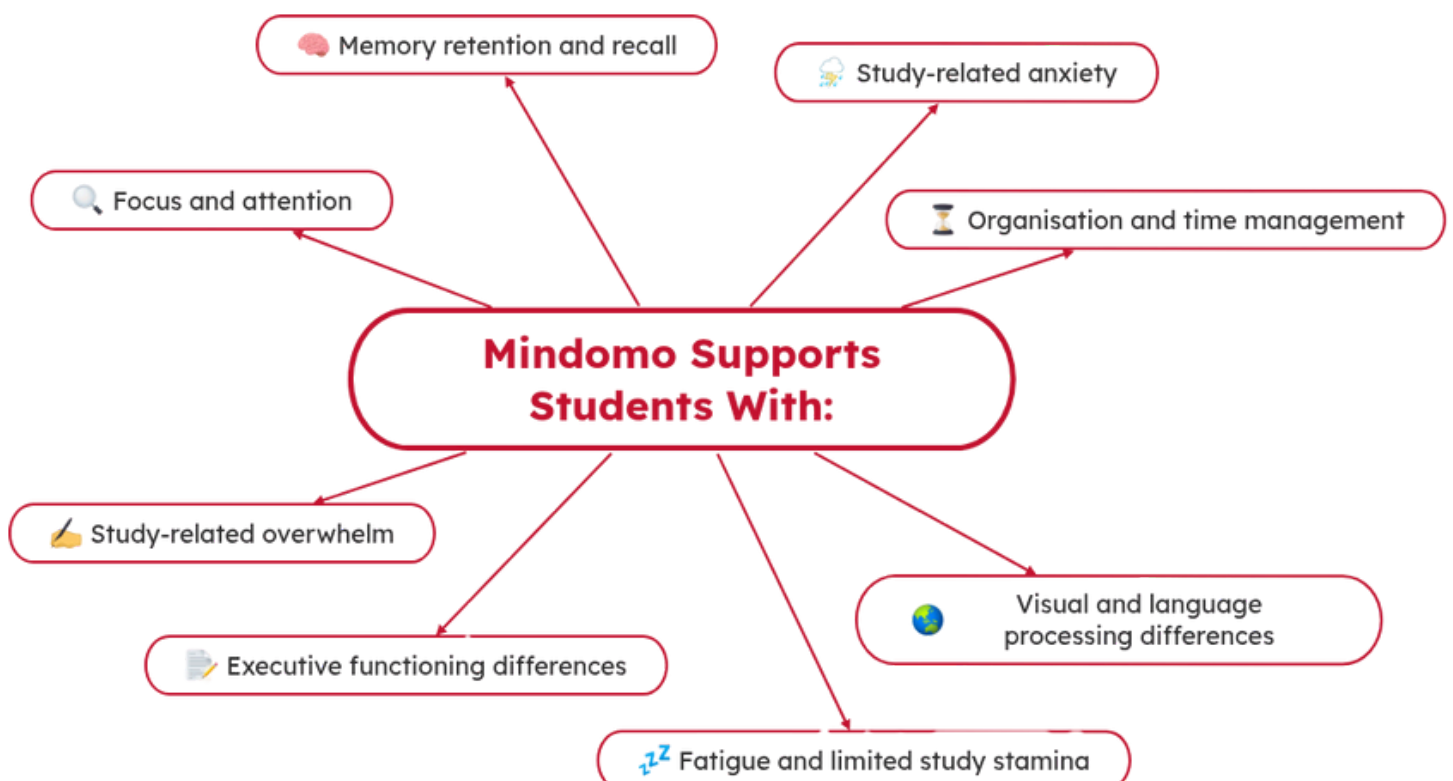 🧠 Memory retention and recall
⛈️ Study-related anxiety
🔍 Focus and attention
⏳ Organisation and time management
Mindomo Supports
Students With:
✍️ Study-related overwhelm
🌏 Visual and language
processing differences
📝 Executive functioning differences
💤 Fatigue and limited study stamina